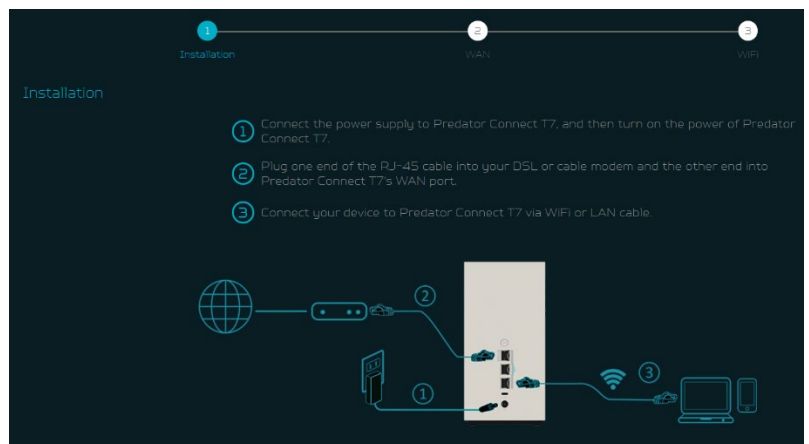 1
2
3
Installation
WAN
WiFi
Installation
1 Connect the power supply to Predator Connect T7, and then turn on the power of Predator
Connect T7.
2 Plug one end of the RJ-45 cable into your DSL or cable modem and the other end into
Predator Connect T7's WAN port.
3 Connect your device to Predator Connect T7 via WiFi or LAN cable.
2
3
1